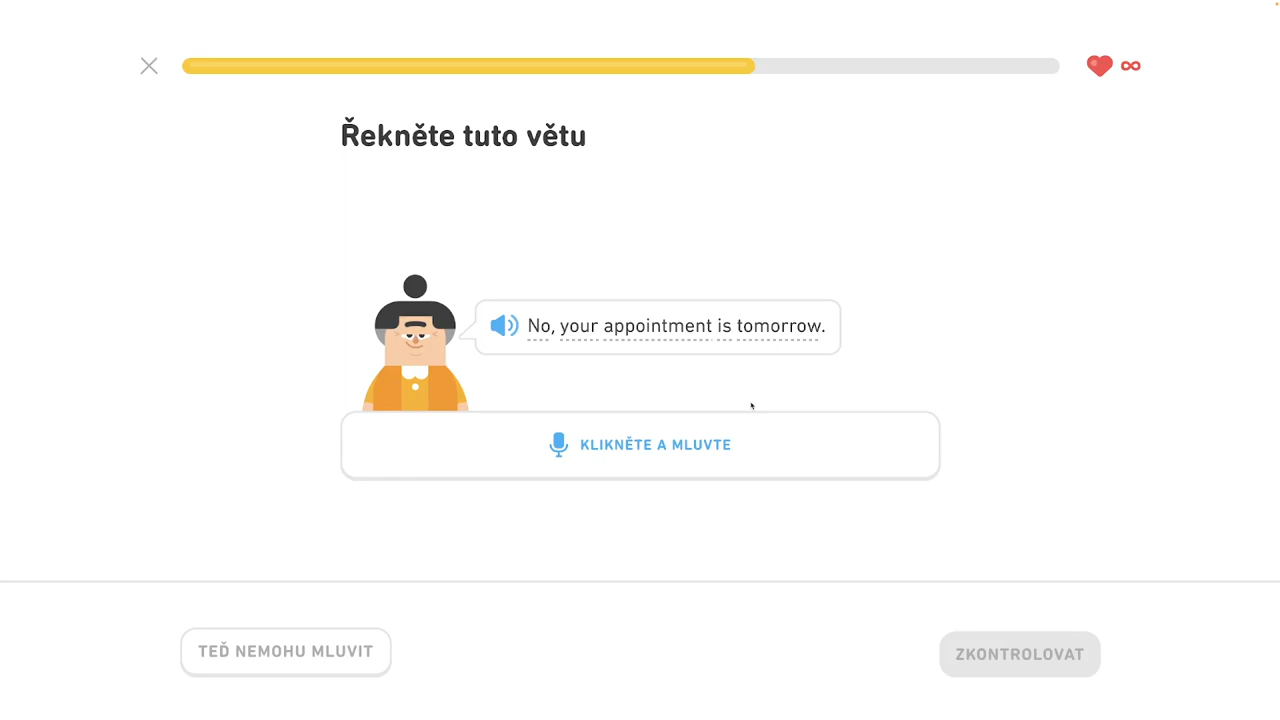 Řekněte tuto větu
No, your appointment is tomorrow.
KLIKNĚTE A MLUVTE
TEĎ NEMOHU MLUVIT
ZKONTROLOVAT